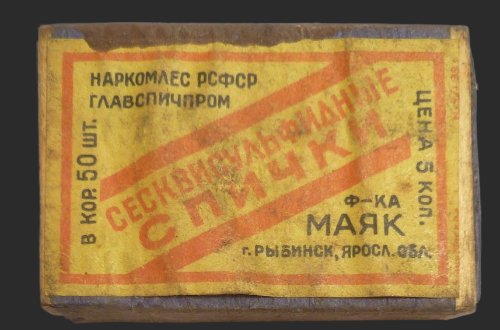 НАРКОМЛЕС РСФСР
ГЛАВСПИЧПРОМ
В КОР. 50 ШТ.
СЕСКВИСУЛЬФИДНЫЕ
СПИЧКИ
ЦЕНА 5 КОП.
Ф-КА
МАЯК
г. РЫБИНСК, ЯРОСЛ. ОБЛ.